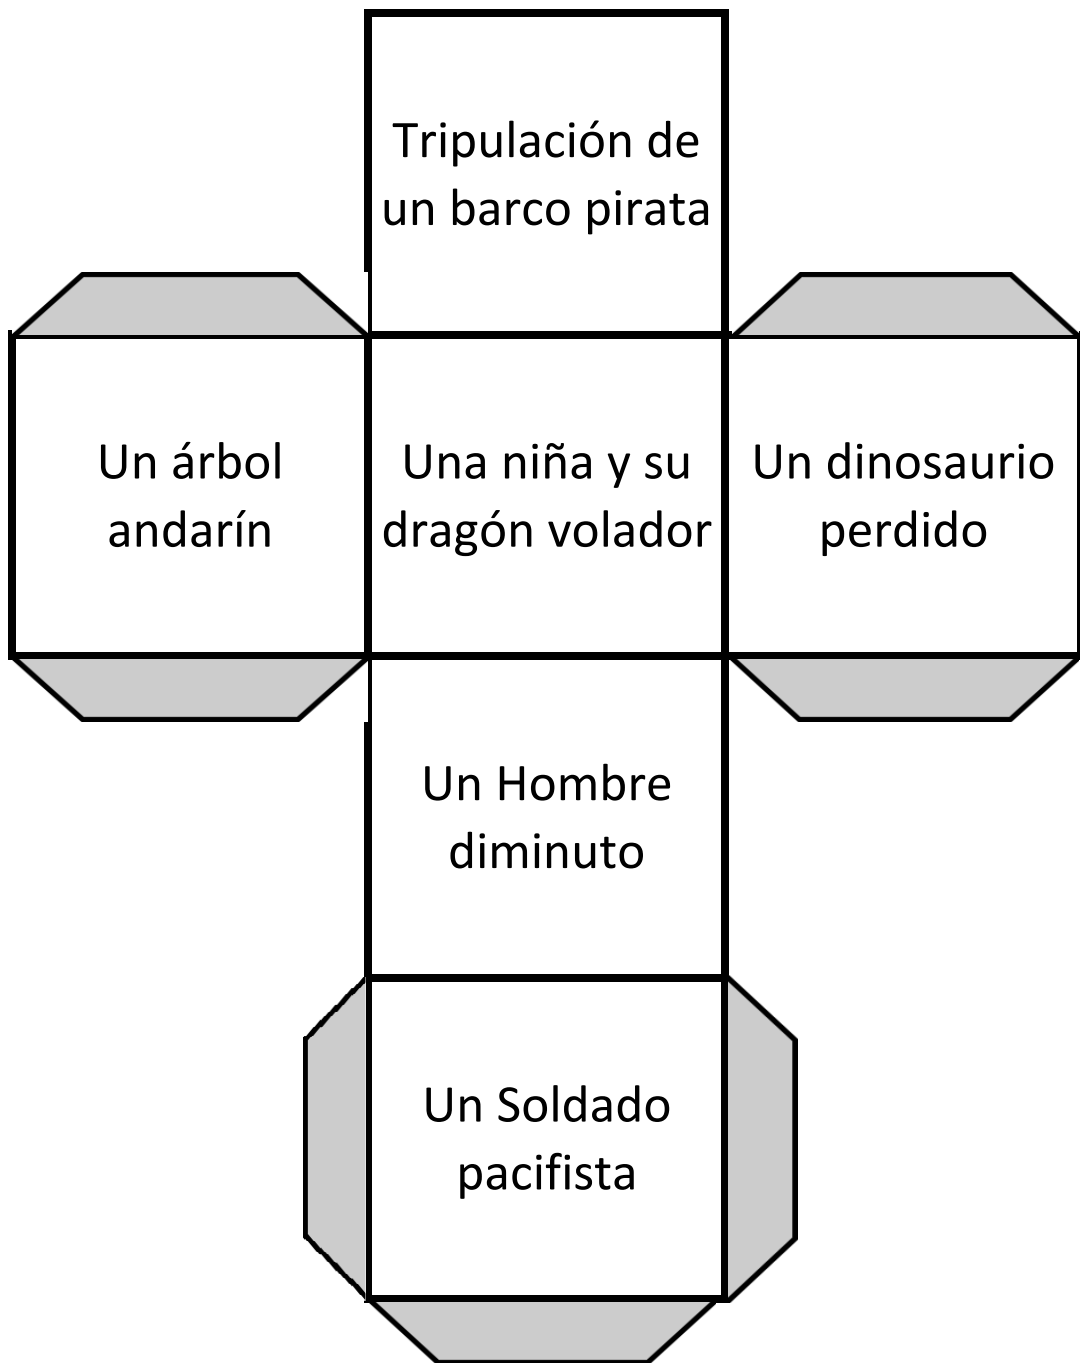 Tripulación de
un barco pirata
Un árbol
andarín
Una niña y su
dragón volador
Un dinosaurio
perdido
Un Hombre
diminuto
Un Soldado
pacifista